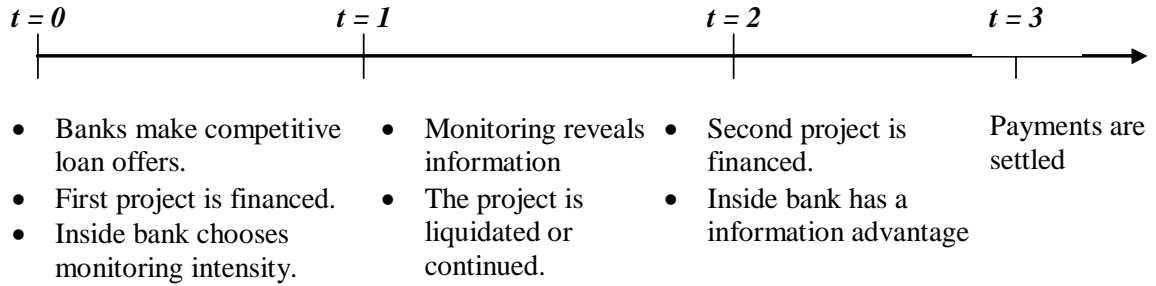 t = 0 t = 1 t = 2 t = 3
• Banks make competitive
loan offers.
• First project is financed.
• Inside bank chooses
monitoring intensity.
• Monitoring reveals
information
• The project is
liquidated or
continued.
• Second project is
financed.
• Inside bank has a
information advantage
Payments are
settled